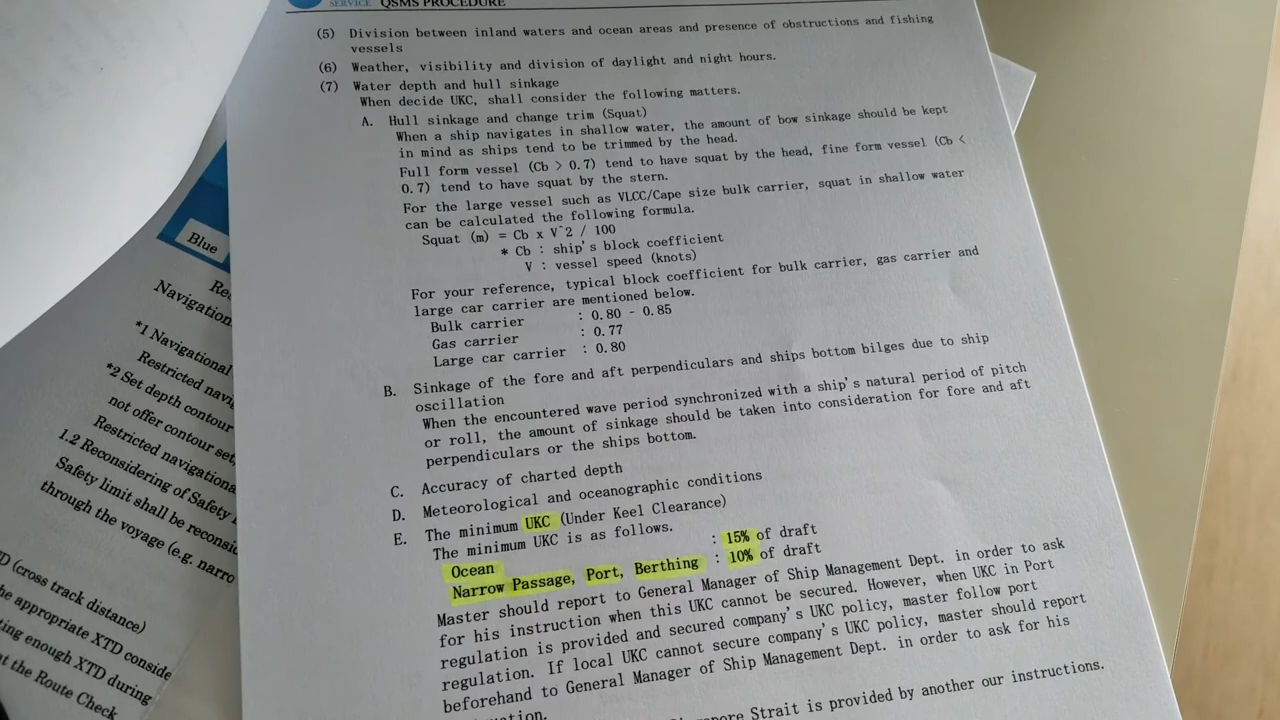 SERVICE QSMS PROCEDURE
(5) Division between inland waters and ocean areas and presence of obstructions and fishing
vessels
(6) Weather, visibility and division of daylight and night hours.
(7) Water depth and hull sinkage
When decide UKC, shall consider the following matters.
A. Hull sinkage and change trim (Squat)
When a ship navigates in shallow water, the amount of bow sinkage should be kept
in mind as ships tend to be trimmed by the head.
Full form vessel (Cb > 0.7) tend to have squat by the head, fine form vessel (Cb <
0.7) tend to have squat by the stern.
For the large vessel such as VLCC/Cape size bulk carrier, squat in shallow water
can be calculated the following formula.
Squat (m) = Cb x V^2 / 100
* Cb : ship's block coefficient
V : vessel speed (knots)
For your reference, typical block coefficient for bulk carrier, gas carrier and
large car carrier are mentioned below.
Bulk carrier : 0.80 - 0.85
Gas carrier : 0.77
Large car carrier : 0.80
B. Sinkage of the fore and aft perpendiculars and ships bottom bilges due to ship
oscillation
When the encountered wave period synchronized with a ship's natural period of pitch
or roll, the amount of sinkage should be taken into consideration for fore and aft
perpendiculars or the ships bottom.
C. Accuracy of charted depth
D. Meteorological and oceanographic conditions
E. The minimum UKC (Under Keel Clearance)
The minimum UKC is as follows.
Ocean : 15% of draft
Narrow Passage, Port, Berthing : 10% of draft
Master should report to General Manager of Ship Management Dept. in order to ask
for his instruction when this UKC cannot be secured. However, when UKC in Port
regulation is provided and secured company's UKC policy, master follow port
regulation. If local UKC cannot secure company's UKC policy, master should report
beforehand to General Manager of Ship Management Dept. in order to ask for his
Strait is provided by another our instructions.
Blue
Navigation
*1 Navigational
Restricted
*2 Set depth contour
not offer contour set,
Restricted navigationa
1.2 Reconsidering of Safety
Safety limit shall be reconsid
through the voyage (e.g. narro
D (cross track distance)
the appropriate XTD conside
ting enough XTD during
at the Route Check